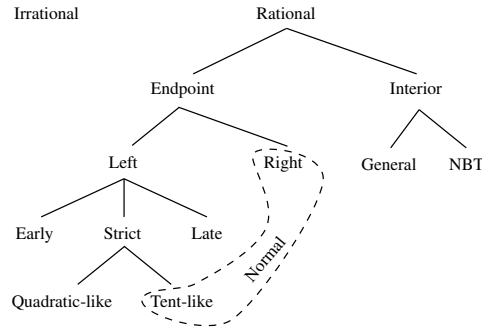 Irrational Rational
Endpoint Interior
Left Right General NBT
Early Strict Late
Normal
Quadratic-like Tent-like